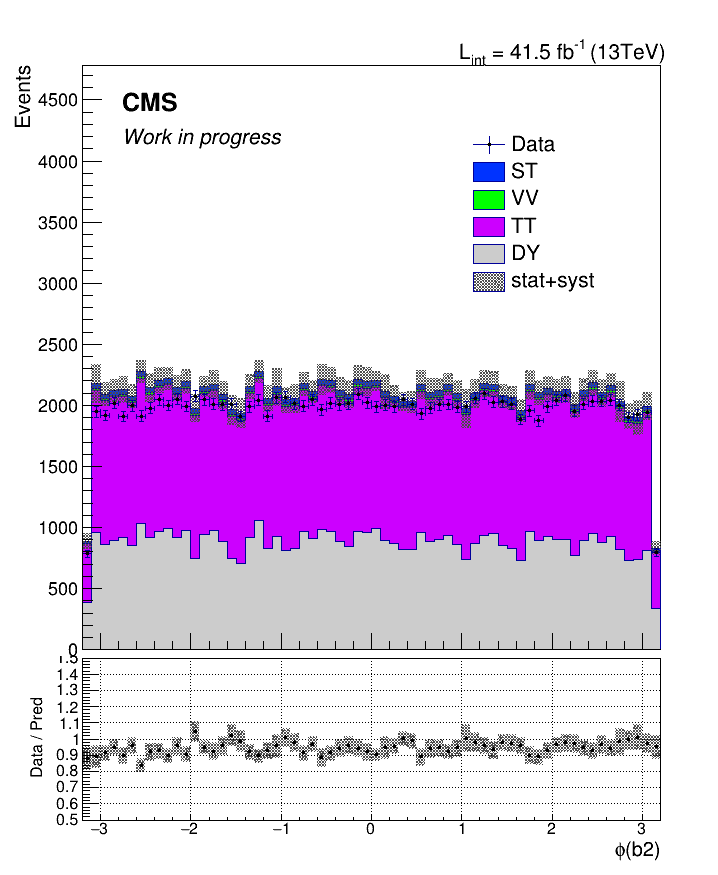 L_int = 41.5 fb^-1 (13TeV)
Events
CMS
Work in progress
Data
ST
VV
TT
DY
stat+syst
4500
4000
3500
3000
2500
2000
1500
1000
500
0
Data / Pred
1.5
1.4
1.3
1.2
1.1
1
0.9
0.8
0.7
0.6
0.5
−3 −2 −1 0 1 2 3
ϕ(b2)